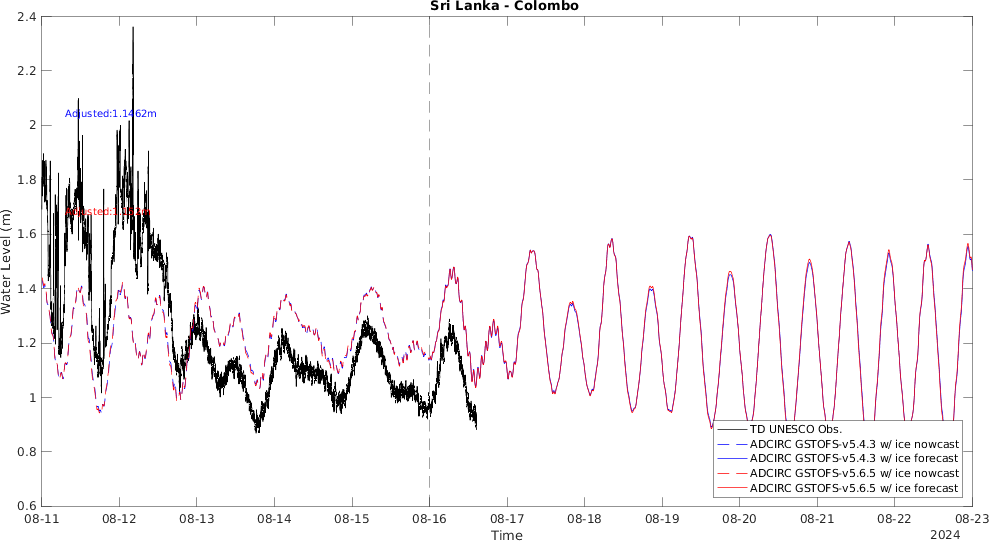 Sri Lanka - Colombo
2.4
2.2
2
1.8
1.6
1.4
1.2
1
0.8
0.6
Water Level (m)
Adjusted:1.1462m
08-11 08-12 08-13 08-14 08-15 08-16 08-17 08-18 08-19 08-20 08-21 08-22 08-23
Time
2024
TD UNESCO Obs.
ADCIRC GSTOFS-v5.4.3 w/ ice nowcast
ADCIRC GSTOFS-v5.4.3 w/ ice forecast
ADCIRC GSTOFS-v5.6.5 w/ ice nowcast
ADCIRC GSTOFS-v5.6.5 w/ ice forecast